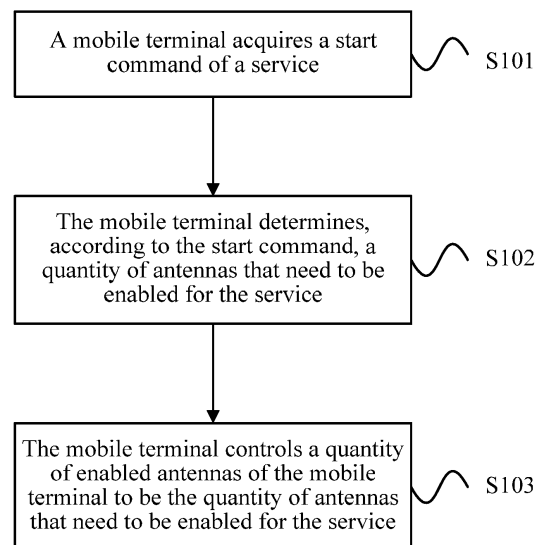 A mobile terminal acquires a start
command of a service
S101
The mobile terminal determines,
according to the start command, a
quantity of antennas that need to be
enabled for the service
S102
The mobile terminal controls a quantity
of enabled antennas of the mobile
terminal to be the quantity of antennas
that need to be enabled for the service
S103